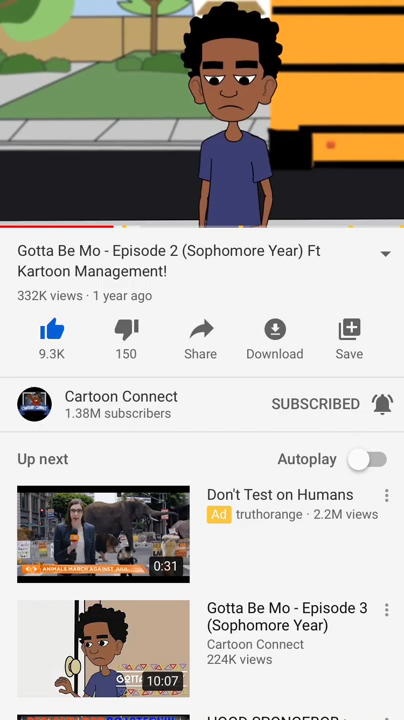 Gotta Be Mo - Episode 2 (Sophomore Year) Ft
Kartoon Management!
332K views · 1 year ago
9.3K
150
Share
Download
Save
Cartoon Connect
1.38M subscribers
SUBSCRIBED
Up next
Autoplay
ANIMALS MARCH AGAINST
0:31
Don't Test on Humans
Ad truthorange · 2.2M views
GOTTA
10:07
Gotta Be Mo - Episode 3
(Sophomore Year)
Cartoon Connect
224K views